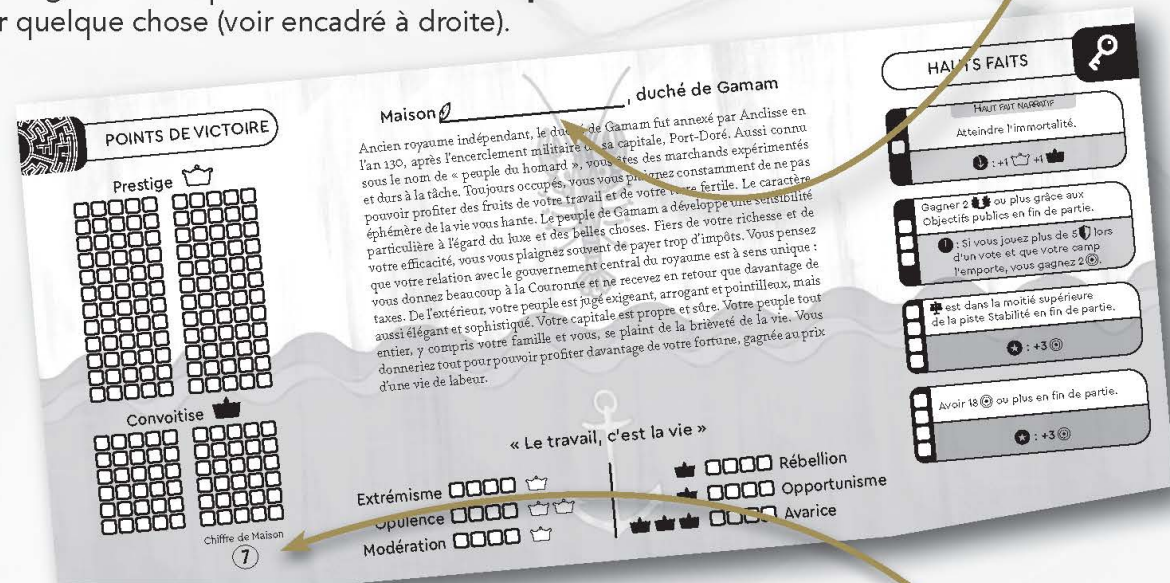 r quelque chose (voir encadré à droite).
POINTS DE VICTOIRE
Prestige
Convoitise
Chiffre de Maison
7
Maison , duché de Gamam
Ancien royaume indépendant, le duché de Gamam fut annexé par Anclisse en
l'an 130, après l'encerclement militaire de sa capitale, Port-Doré. Aussi connu
sous le nom de « peuple du homard », vous êtes des marchands expérimentés
et durs à la tâche. Toujours occupés, vous vous plaignez constamment de ne pas
pouvoir profiter des fruits de votre travail et de votre terre fertile. Le caractère
éphémère de la vie vous hante. Le peuple de Gamam a développé une sensibilité
particulière à l'égard du luxe et des belles choses. Fiers de votre richesse et de
votre efficacité, vous vous plaignez souvent de payer trop d'impôts. Vous pensez
que votre relation avec le gouvernement central du royaume est à sens unique :
vous donnez beaucoup à la Couronne et ne recevez en retour que davantage de
taxes. De l'extérieur, votre peuple est jugé exigeant, arrogant et pointilleux, mais
aussi élégant et sophistiqué. Votre capitale est propre et sûre. Votre peuple tout
entier, y compris votre famille et vous, se plaint de la brièveté de la vie. Vous
donneriez tout pour pouvoir profiter davantage de votre fortune, gagnée au prix
d'une vie de labeur.
« Le travail, c'est la vie »
Extrémisme
Opulence
Modération
Rébellion
Opportunisme
Avarice
HAUTS FAITS
HAUT FAIT NARRATIF
Atteindre l'immortalité.
: +1 +1
Gagner 2 ou plus grâce aux
Objectifs publics en fin de partie.
: Si vous jouez plus de 5 lors
d'un vote et que votre camp
l'emporte, vous gagnez 2 .
est dans la moitié supérieure
de la piste Stabilité en fin de partie.
: +3
Avoir 18 ou plus en fin de partie.
: +3